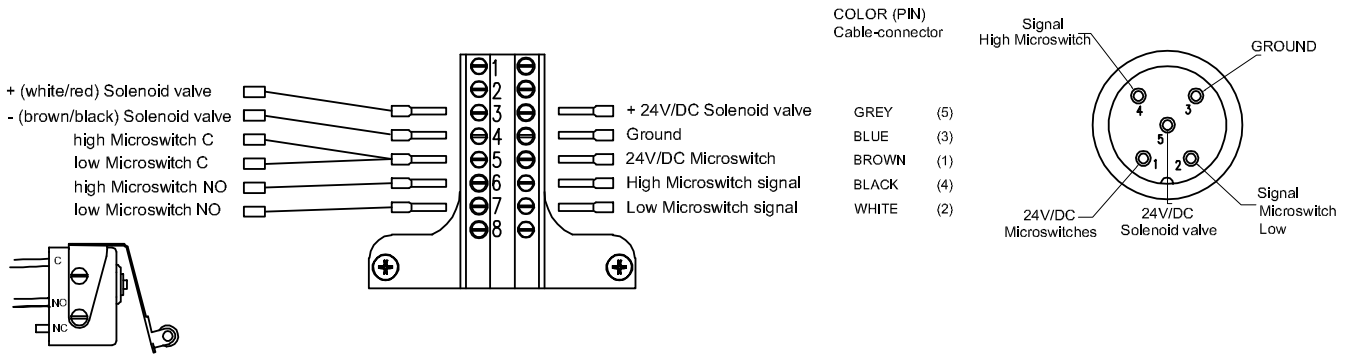 + (white/red) Solenoid valve
- (brown/black) Solenoid valve
high Microswitch C
low Microswitch C
high Microswitch NO
low Microswitch NO
C
NO
NC
1
2
3
4
5
6
7
8
+ 24V/DC Solenoid valve
Ground
24V/DC Microswitch
High Microswitch signal
Low Microswitch signal
COLOR (PIN)
Cable-connector
GREY (5)
BLUE (3)
BROWN (1)
BLACK (4)
WHITE (2)
Signal
High Microswitch
GROUND
4
3
5
1
2
24V/DC
Microswitches
24V/DC
Solenoid valve
Signal
Microswitch
Low